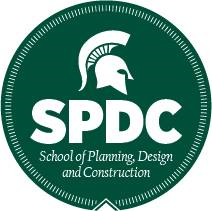 SPDC
School of Planning, Design
and Construction